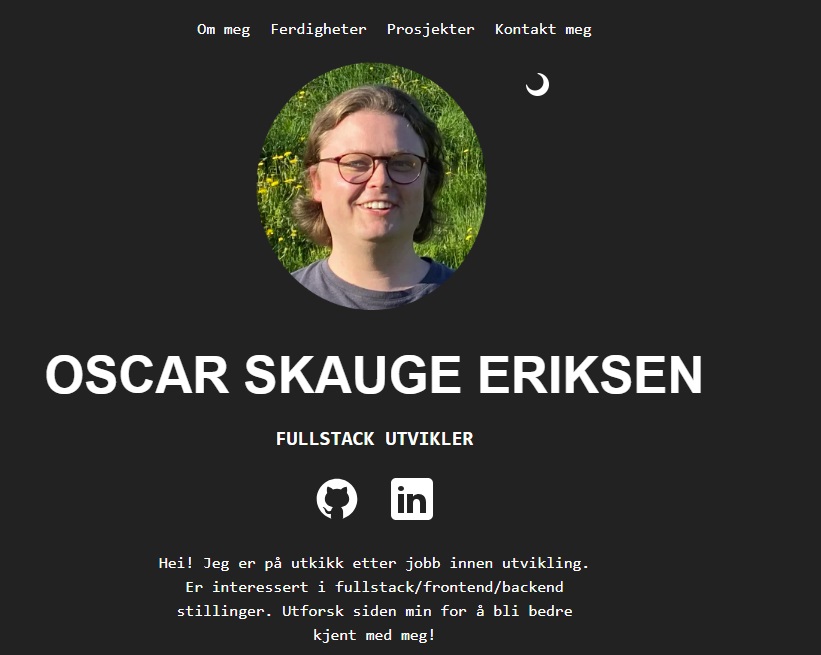 Om meg Ferdigheter Prosjekter Kontakt meg
OSCAR SKAUGE ERIKSEN
FULLSTACK UTVIKLER
in
Hei! Jeg er på utkikk etter jobb innen utvikling.
Er interessert i fullstack/frontend/backend
stillinger. Utforsk siden min for å bli bedre
kjent med meg!